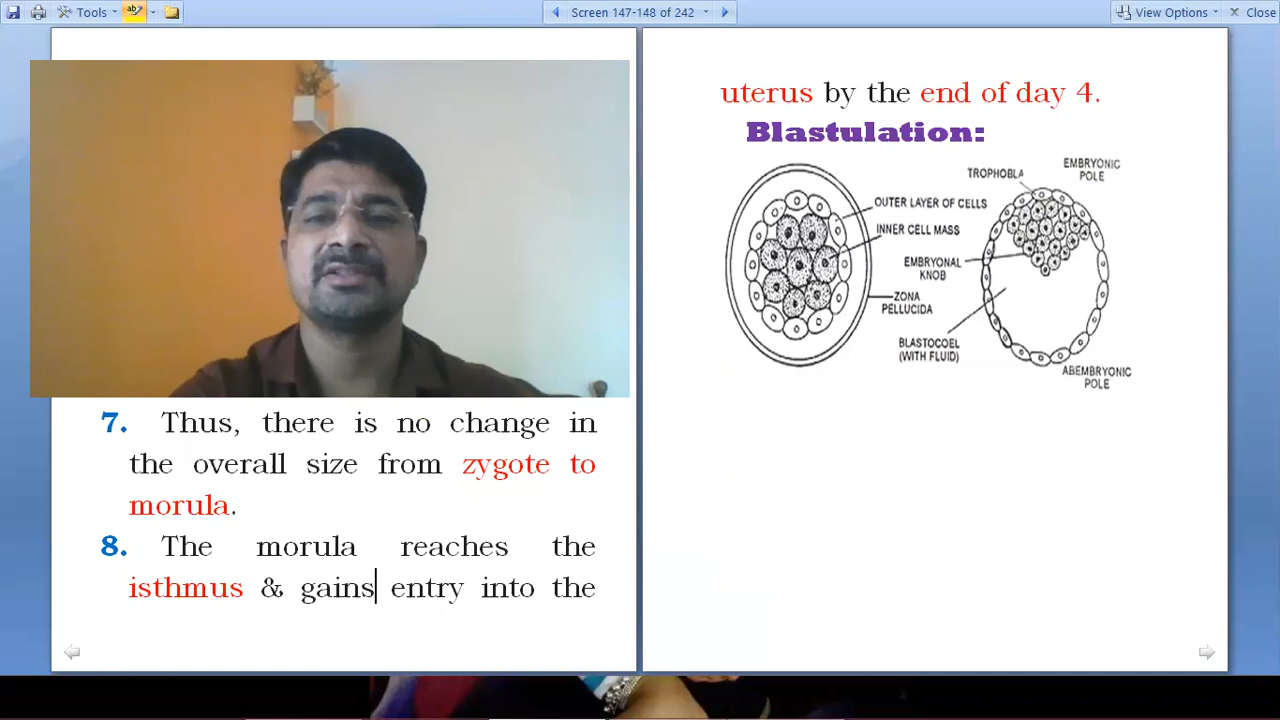 Tools
Screen 147-148 of 242
View Options
Close
7. Thus, there is no change in
the overall size from zygote to
morula.
8. The morula reaches the
isthmus & gains entry into the
uterus by the end of day 4.
Blastulation:
TROPHOBLA
EMBRYONIC
POLE
OUTER LAYER OF CELLS
INNER CELL MASS
EMBRYONAL
KNOB
ZONA
PELLUCIDA
BLASTOCOEL
(WITH FLUID)
ABEMBRYONIC
POLE